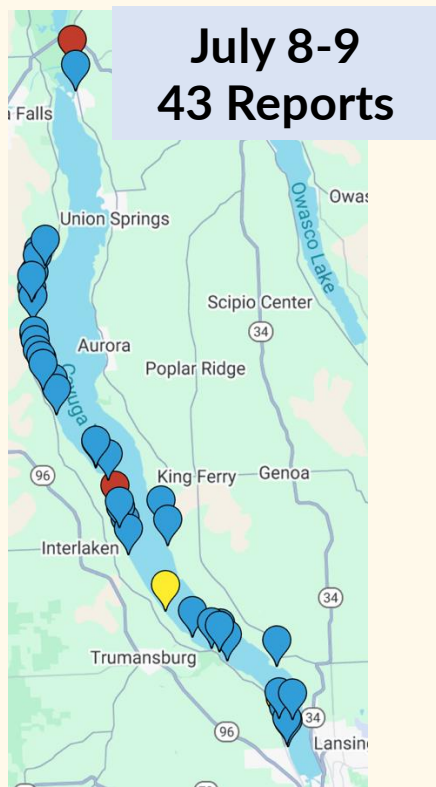 July 8-9
43 Reports
a Falls
Owas
Owasco Lake
Union Springs
Scipio Center
34
Aurora
Poplar Ridge
Cayuga
96
King Ferry
Genoa
Interlaken
34
Trumansburg
34
96
Lansin